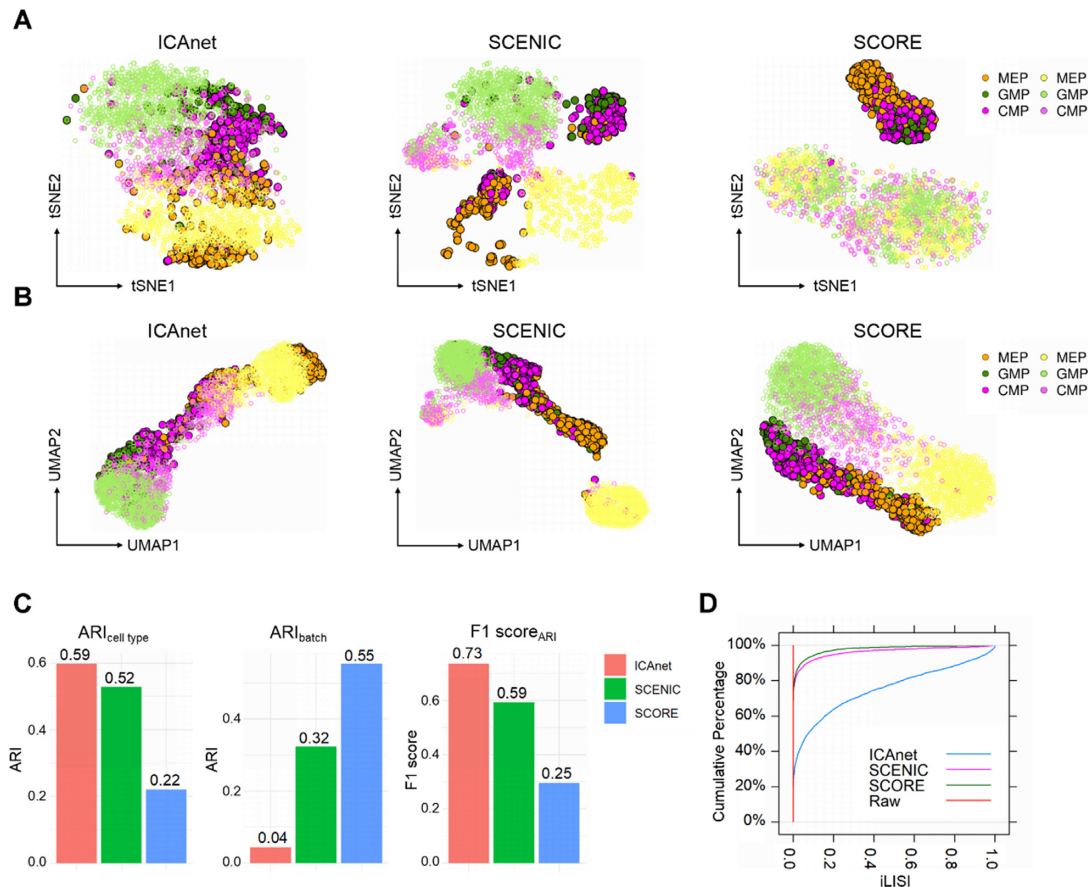 A
ICAnet
SCENIC
SCORE
tSNE2
tSNE1
tSNE2
tSNE1
tSNE2
tSNE1
MEP MEP
GMP GMP
CMP CMP
B
ICAnet
SCENIC
SCORE
UMAP2
UMAP1
UMAP2
UMAP1
UMAP2
UMAP1
MEP MEP
GMP GMP
CMP CMP
C
ARIcell type
ARI
0.6
0.4
0.2
0.0
0.59
0.52
0.22
ARIbatch
ARI
0.4
0.2
0.0
0.04
0.32
0.55
F1 scoreARI
F1 score
0.6
0.4
0.2
0.0
0.73
0.59
0.25
ICAnet
SCENIC
SCORE
D
Cumulative Percentage
100%
80%
60%
40%
20%
0%
ICAnet
SCENIC
SCORE
Raw
0.0 0.2 0.4 0.6 0.8 1.0
iLISI